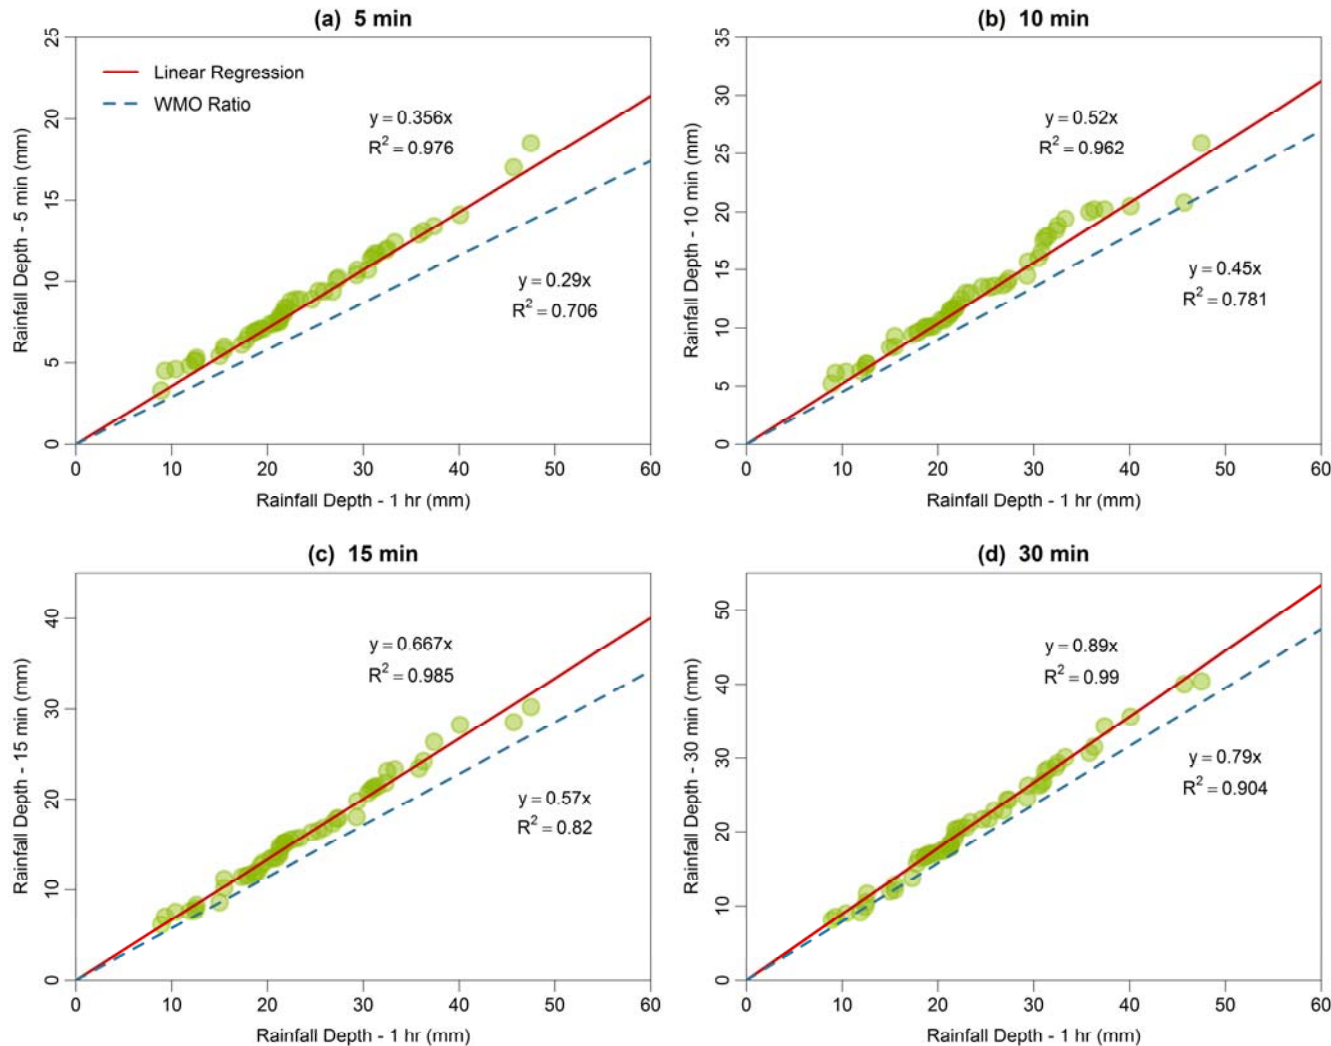 (a) 5 min
Rainfall Depth - 5 min (mm)
25
20
15
10
5
0
Linear Regression
WMO Ratio
y = 0.356x
R² = 0.976
y = 0.29x
R² = 0.706
0 10 20 30 40 50 60
Rainfall Depth - 1 hr (mm)
(b) 10 min
Rainfall Depth - 10 min (mm)
35
30
25
20
15
10
5
0
y = 0.52x
R² = 0.962
y = 0.45x
R² = 0.781
0 10 20 30 40 50 60
Rainfall Depth - 1 hr (mm)
(c) 15 min
Rainfall Depth - 15 min (mm)
40
30
20
10
0
y = 0.667x
R² = 0.985
y = 0.57x
R² = 0.82
0 10 20 30 40 50 60
Rainfall Depth - 1 hr (mm)
(d) 30 min
Rainfall Depth - 30 min (mm)
50
40
30
20
10
0
y = 0.89x
R² = 0.99
y = 0.79x
R² = 0.904
0 10 20 30 40 50 60
Rainfall Depth - 1 hr (mm)